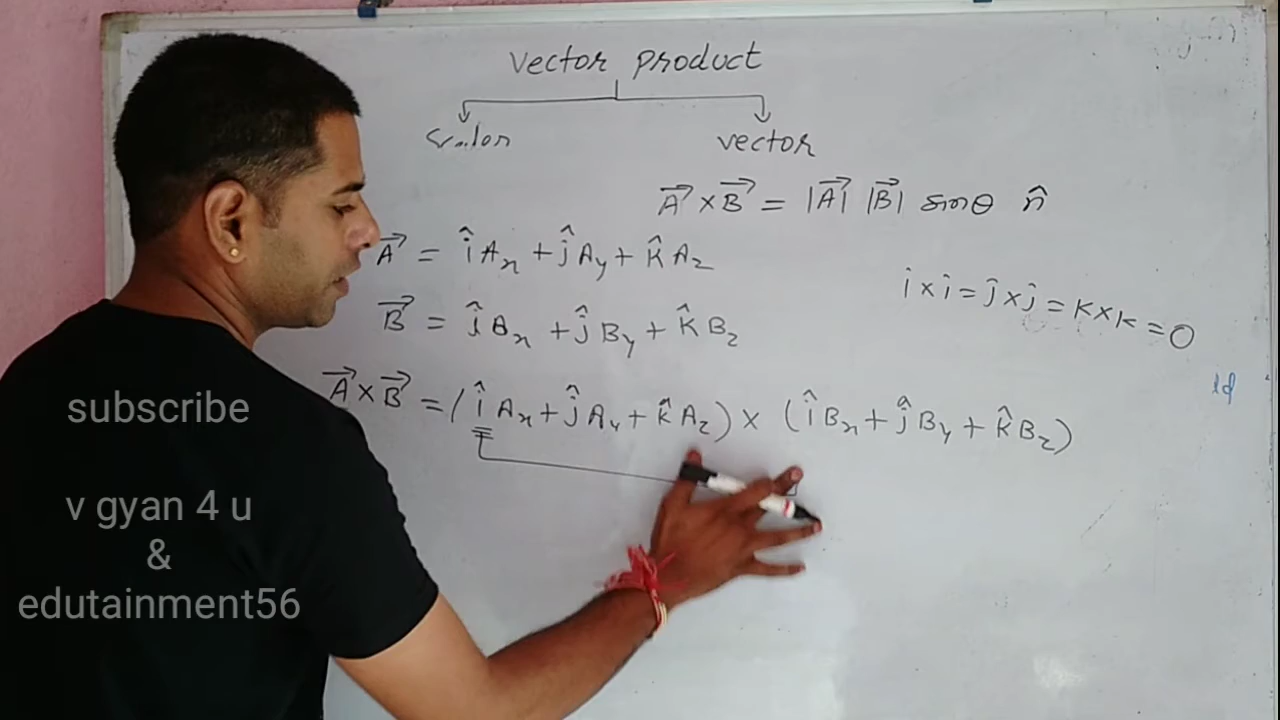 vector product
vector
A⃗ × B⃗ = |A⃗| |B⃗| sinθ n̂
A⃗ = îAx + ĵAy + k̂Az
i × i = j × j = k × k = 0
B⃗ = îBx + ĵBy + k̂Bz
A⃗ × B⃗ = (îAx + ĵAy + k̂Az) × (îBx + ĵBy + k̂Bz)
subscribe
v gyan 4 u
&
edutainment56